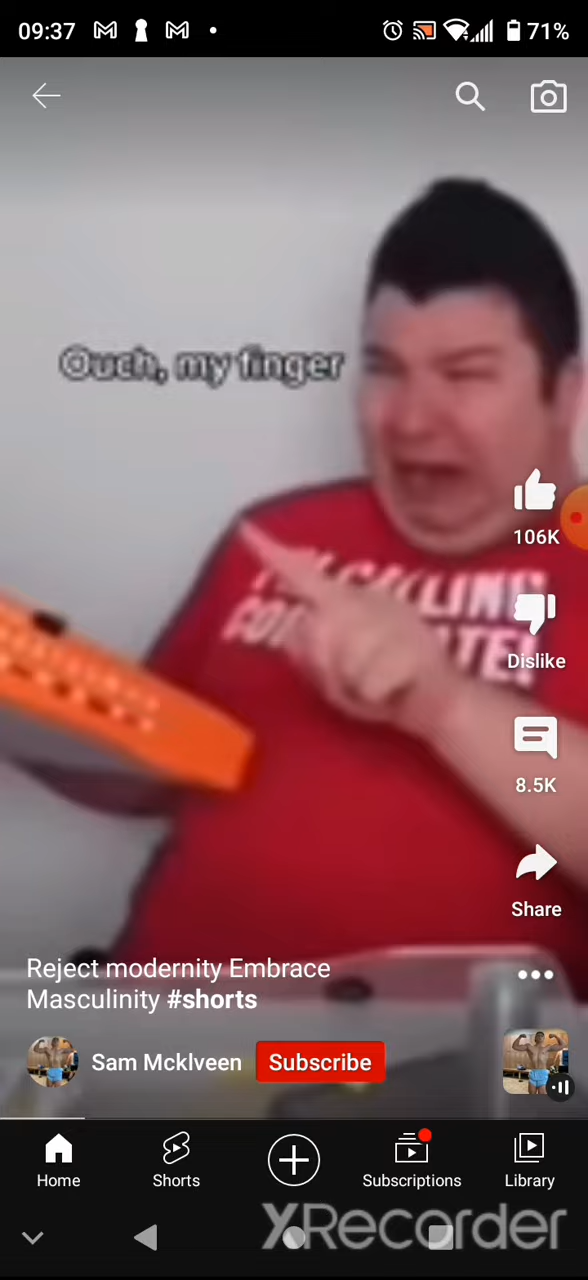 09:37
71%
Ouch, my finger
106K
Dislike
8.5K
Share
Reject modernity Embrace
Masculinity #shorts
Sam Mcklveen
Subscribe
Home
Shorts
Subscriptions
Library
XRecorder